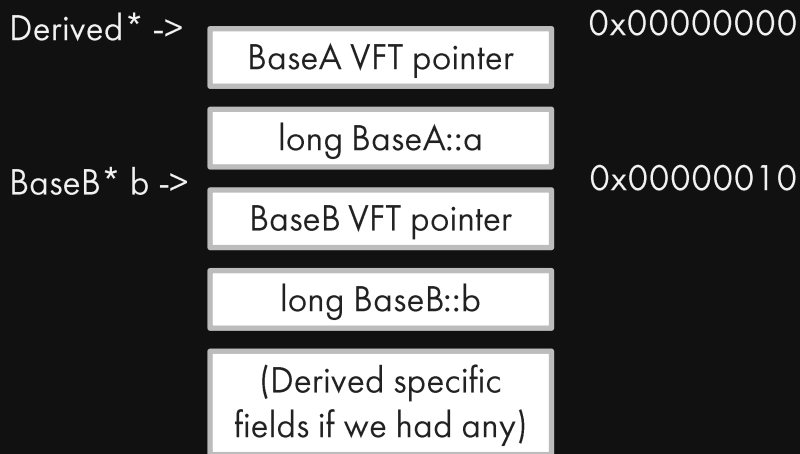 Derived* ->
0x00000000
BaseA VFT pointer
long BaseA::a
BaseB* b ->
0x00000010
BaseB VFT pointer
long BaseB::b
(Derived specific
fields if we had any)